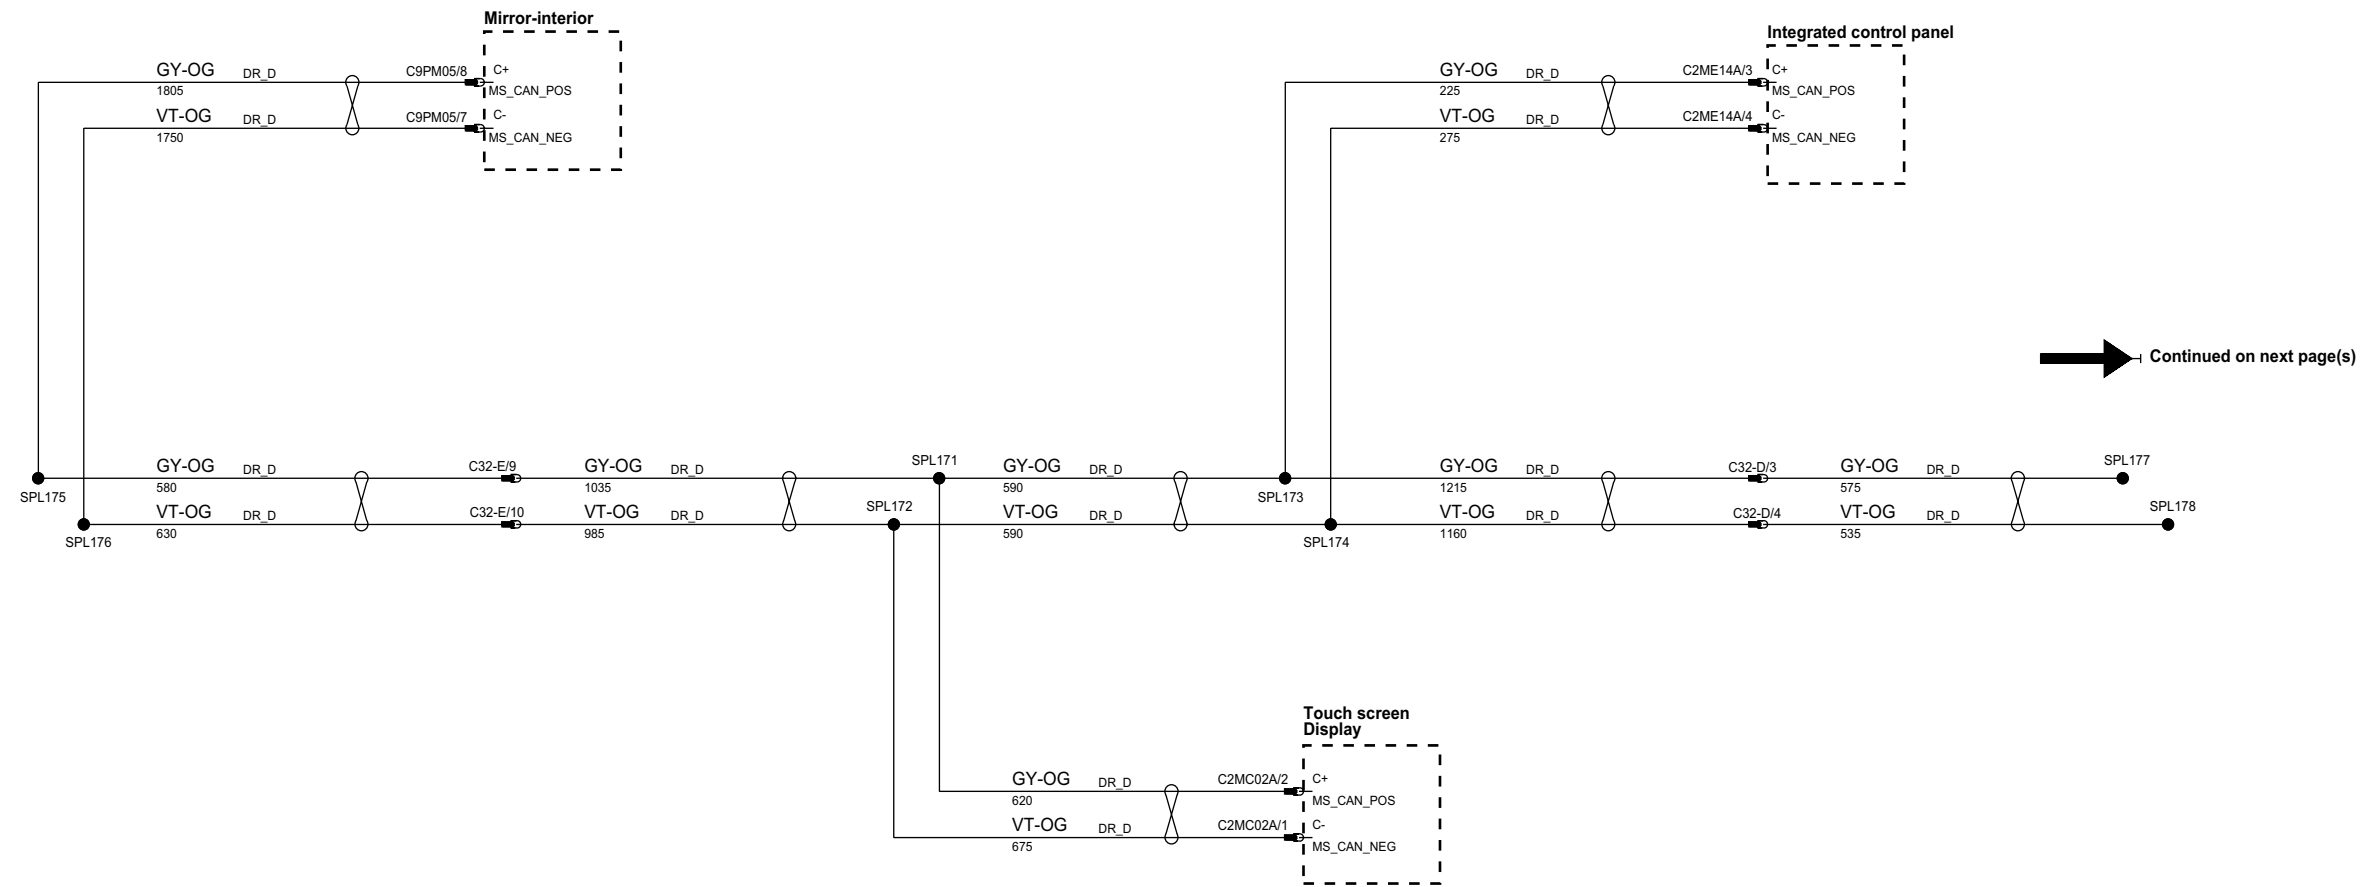 Mirror-interior
GY-OG DR_D C9PM05/8 C+
1805 MS_CAN_POS
VT-OG DR_D C9PM05/7 C-
1750 MS_CAN_NEG
Integrated control panel
GY-OG DR_D C2ME14A/3 C+
225 MS_CAN_POS
VT-OG DR_D C2ME14A/4 C-
275 MS_CAN_NEG
Continued on next page(s)
SPL175
GY-OG DR_D C32-E/9
580
SPL176
VT-OG DR_D C32-E/10
630
GY-OG DR_D SPL171
1035
VT-OG DR_D SPL172
985
GY-OG DR_D SPL173
590
VT-OG DR_D SPL174
590
GY-OG DR_D C32-D/3
1215
VT-OG DR_D C32-D/4
1160
GY-OG DR_D SPL177
575
VT-OG DR_D SPL178
535
Touch screen
Display
GY-OG DR_D C2MC02A/2 C+
620 MS_CAN_POS
VT-OG DR_D C2MC02A/1 C-
675 MS_CAN_NEG